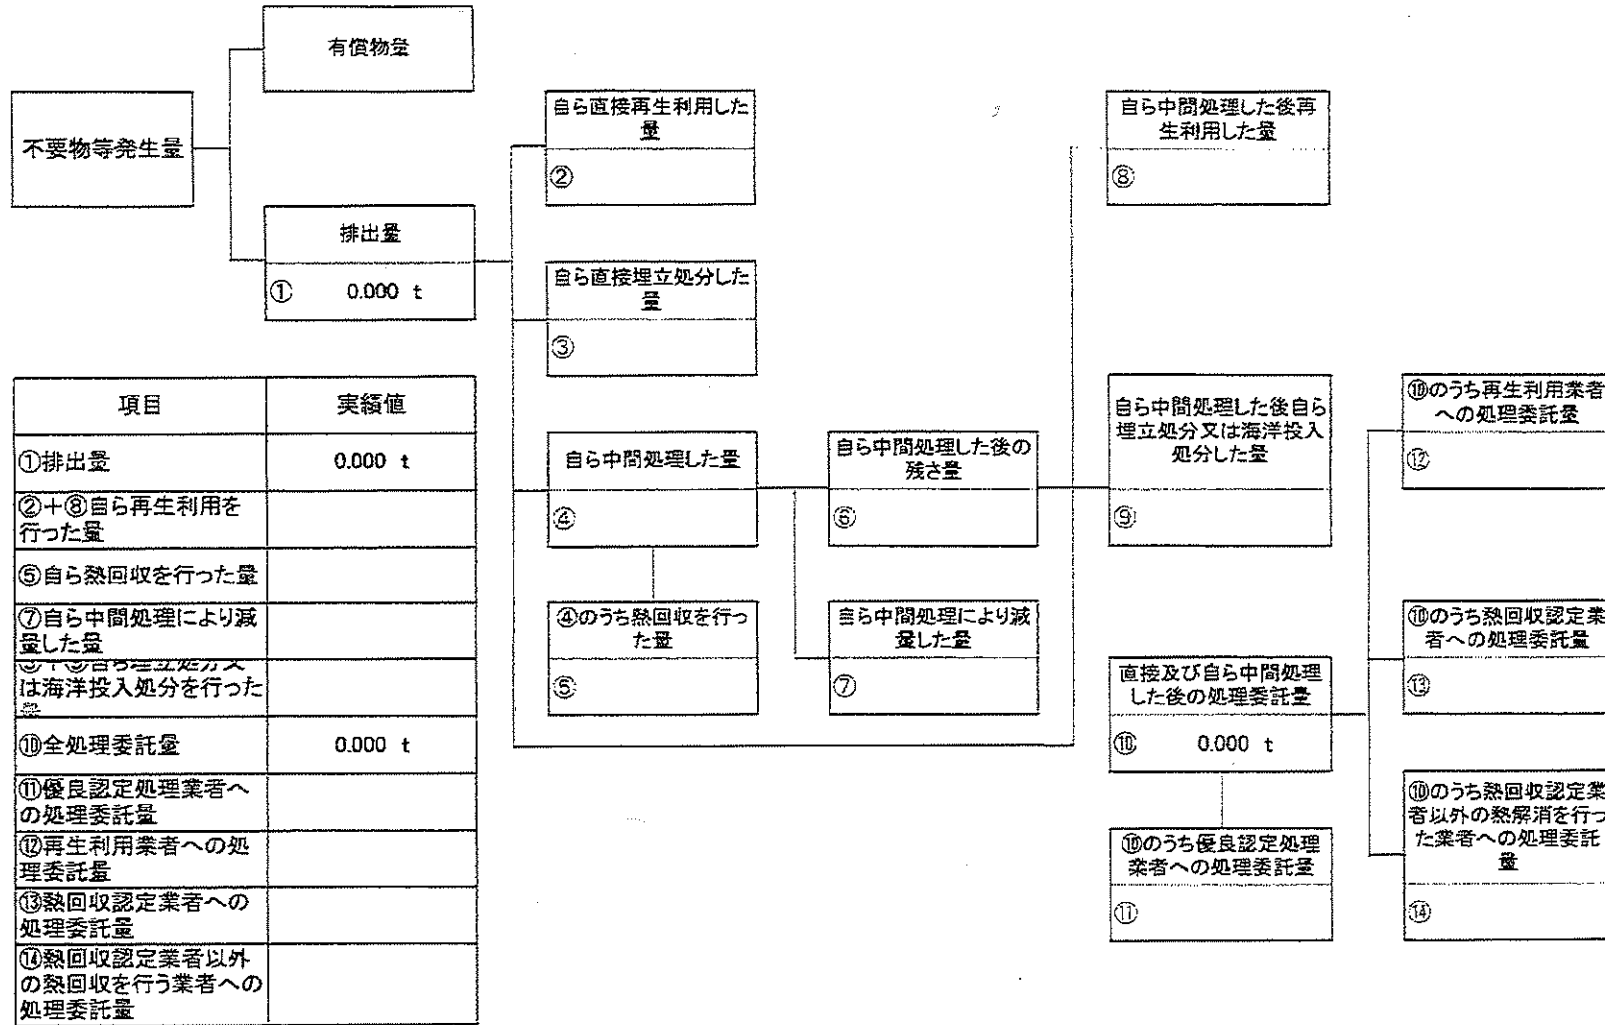 有償物量
不要物等発生量
排出量
① 0.000 t
自ら直接再生利用した
量
②
自ら直接埋立処分した
量
③
自ら中間処理した量
④
④のうち熱回収を行っ
た量
⑤
自ら中間処理した後の
残さ量
⑥
自ら中間処理により減
量した量
⑦
自ら中間処理した後再
生利用した量
⑧
自ら中間処理した後自ら
埋立処分又は海洋投入
処分した量
⑨
直接及び自ら中間処理
した後の処理委託量
⑩ 0.000 t
⑩のうち優良認定処理
業者への処理委託量
⑪
⑩のうち再生利用業者
への処理委託量
⑫
⑩のうち熱回収認定業
者への処理委託量
⑬
⑩のうち熱回収認定業
者以外の熱解消を行っ
た業者への処理委託
量
⑭
項目 実績値
①排出量 0.000 t
②+⑧自ら再生利用を
行った量
⑤自ら熱回収を行った量
⑦自ら中間処理により減
量した量
③+⑨自ら埋立処分又
は海洋投入処分を行った
量
⑩全処理委託量 0.000 t
⑪優良認定処理業者へ
の処理委託量
⑫再生利用業者への処
理委託量
⑬熱回収認定業者への
処理委託量
⑭熱回収認定業者以外
の熱回収を行う業者への
処理委託量